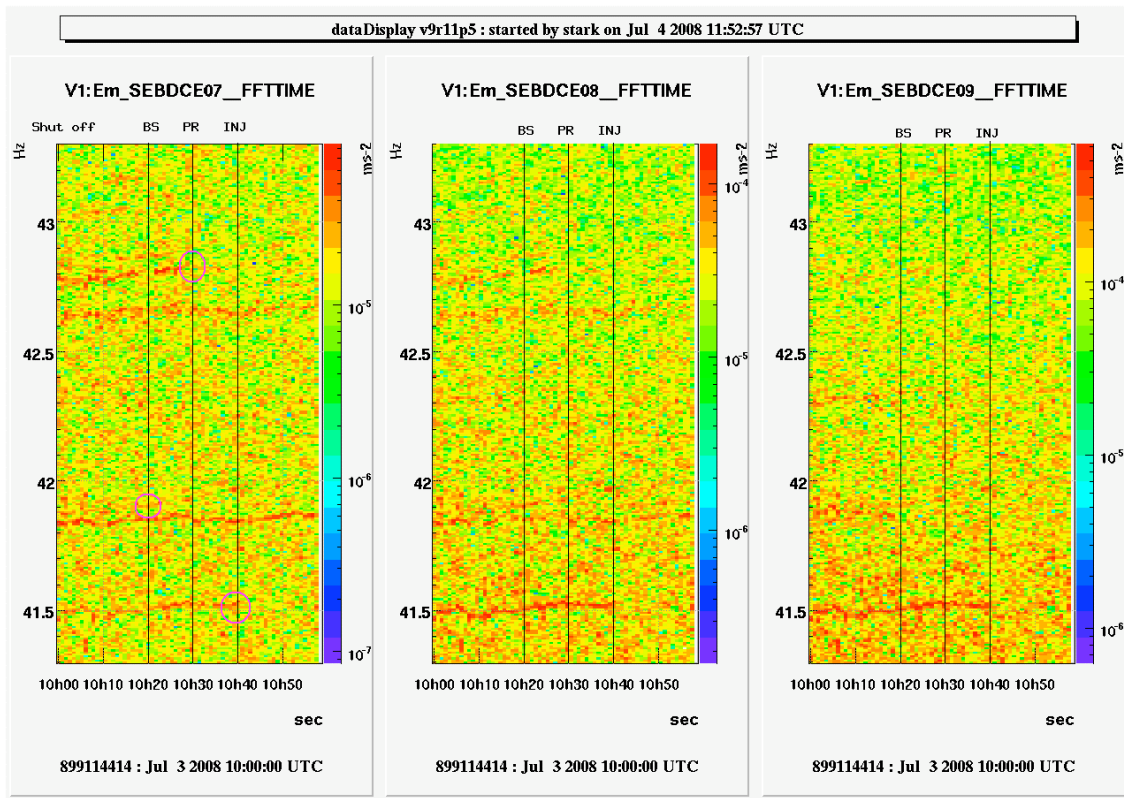 dataDisplay v9r11p5 : started by stark on Jul 4 2008 11:52:57 UTC
V1:Em_SEBDCE07__FFTTIME
Shut off BS PR INJ
Hz
ms-2
43
42.5
42
41.5
10-5
10-6
10-7
10h00 10h10 10h20 10h30 10h40 10h50
sec
899114414 : Jul 3 2008 10:00:00 UTC
V1:Em_SEBDCE08__FFTTIME
BS PR INJ
Hz
ms-2
43
42.5
42
41.5
10-4
10-5
10-6
10h00 10h10 10h20 10h30 10h40 10h50
sec
899114414 : Jul 3 2008 10:00:00 UTC
V1:Em_SEBDCE09__FFTTIME
BS PR INJ
Hz
ms-2
43
42.5
42
41.5
10-4
10-5
10-6
10h00 10h10 10h20 10h30 10h40 10h50
sec
899114414 : Jul 3 2008 10:00:00 UTC